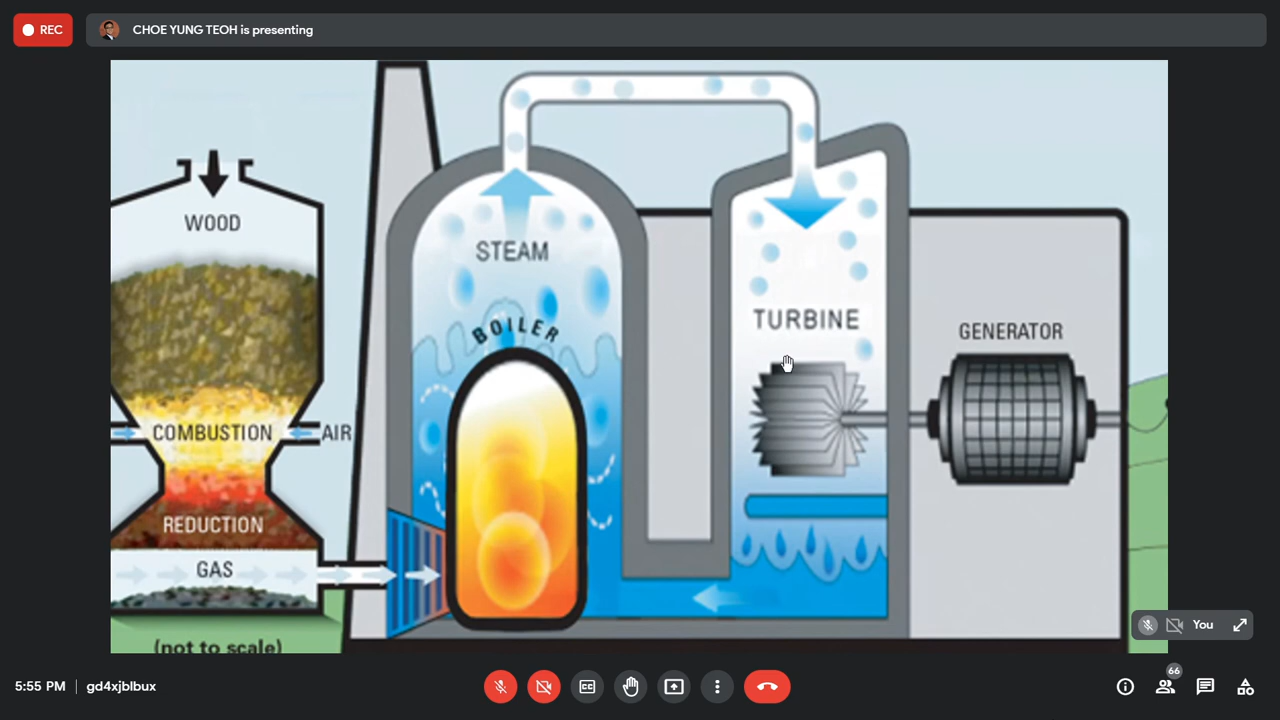 REC
CHOE YUNG TEOH is presenting
WOOD
COMBUSTION
AIR
REDUCTION
GAS
(not to scale)
STEAM
BOILER
TURBINE
GENERATOR
You
5:55 PM
gd4xjblbux
66